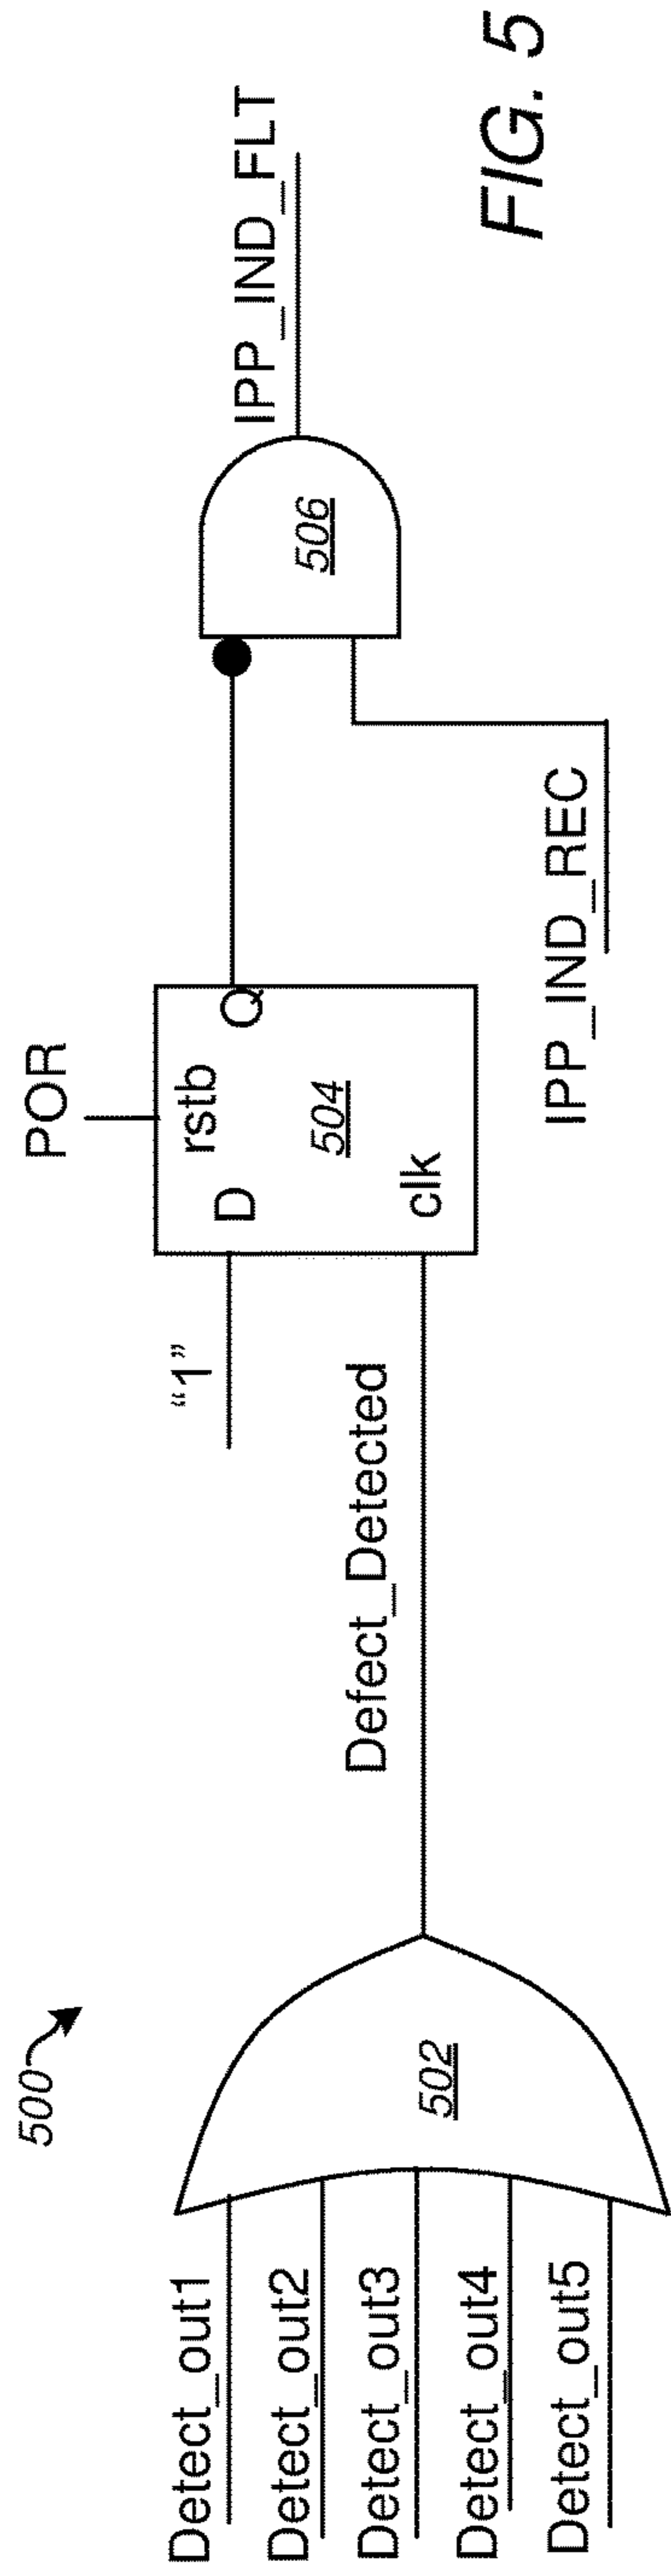 500
Detect_out1
Detect_out2
Detect_out3
Detect_out4
Detect_out5
502
Defect_Detected
"1"
POR
D
rstb
Q
504
clk
IPP_IND_REC
506
IPP_IND_FLT
FIG. 5